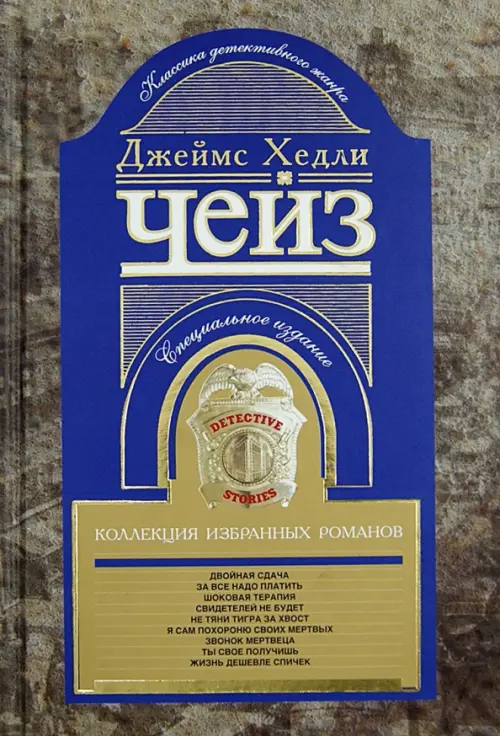 Классика детективного жанра
Джеймс Хедли
Чейз
Специальное издание
DETECTIVE
STORIES
КОЛЛЕКЦИЯ ИЗБРАННЫХ РОМАНОВ
ДВОЙНАЯ СДАЧА
ЗА ВСЕ НАДО ПЛАТИТЬ
ШОКОВАЯ ТЕРАПИЯ
СВИДЕТЕЛЕЙ НЕ БУДЕТ
НЕ ТЯНИ ТИГРА ЗА ХВОСТ
Я САМ ПОХОРОНЮ СВОИХ МЕРТВЫХ
ЗВОНОК МЕРТВЕЦА
ТЫ СВОЕ ПОЛУЧИШЬ
ЖИЗНЬ ДЕШЕВЛЕ СПИЧЕК